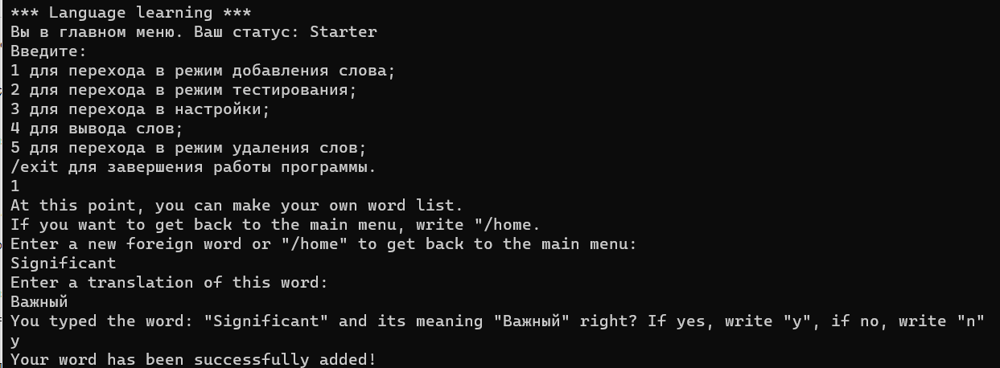 *** Language learning ***
Вы в главном меню. Ваш статус: Starter
Введите:
1 для перехода в режим добавления слова;
2 для перехода в режим тестирования;
3 для перехода в настройки;
4 для вывода слов;
5 для перехода в режим удаления слов;
/exit для завершения работы программы.
1
At this point, you can make your own word list.
If you want to get back to the main menu, write "/home.
Enter a new foreign word or "/home" to get back to the main menu:
Significant
Enter a translation of this word:
Важный
You typed the word: "Significant" and its meaning "Важный" right? If yes, write "y", if no, write "n"
y
Your word has been successfully added!